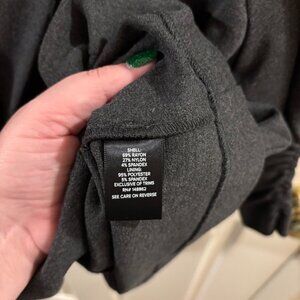 SHELL:
69% RAYON
27% NYLON
4% SPANDEX
LINING:
95% POLYESTER
5% SPANDEX
EXCLUSIVE OF TRIMS
SEE CARE ON REVERSE